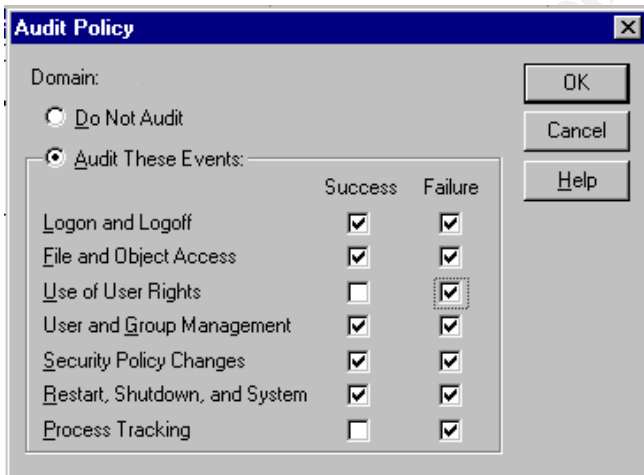 Audit Policy
Domain:
OK
Do Not Audit
Cancel
Audit These Events:
Help
Success Failure
Logon and Logoff
File and Object Access
Use of User Rights
User and Group Management
Security Policy Changes
Restart, Shutdown, and System
Process Tracking